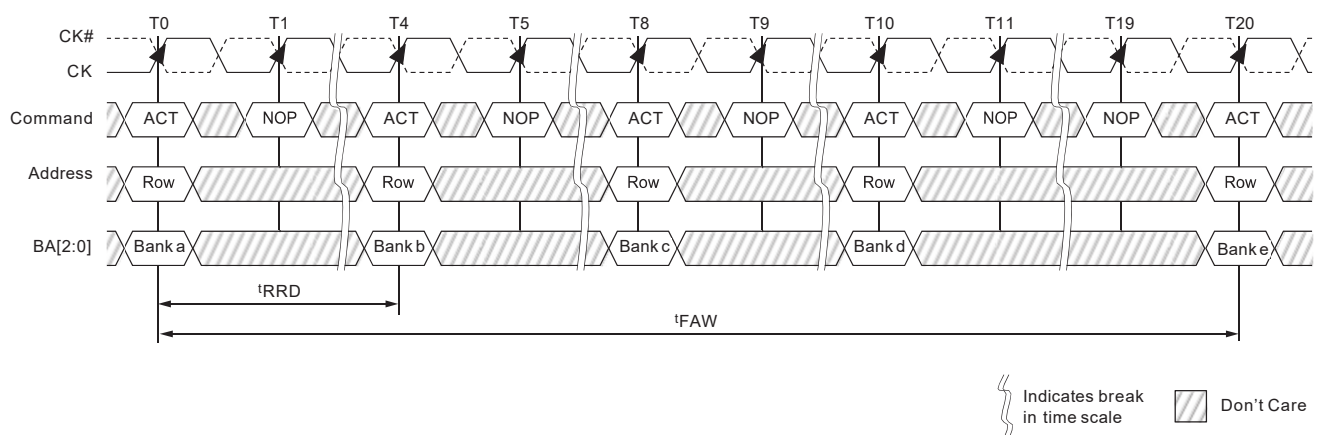 T0 T1 T4 T5 T8 T9 T10 T11 T19 T20
CK#
CK
Command ACT NOP ACT NOP ACT NOP ACT NOP NOP ACT
Address Row Row Row Row Row
BA[2:0] Bank a Bank b Bank c Bank d Bank e
tRRD
tFAW
Indicates break
in time scale
Don't Care